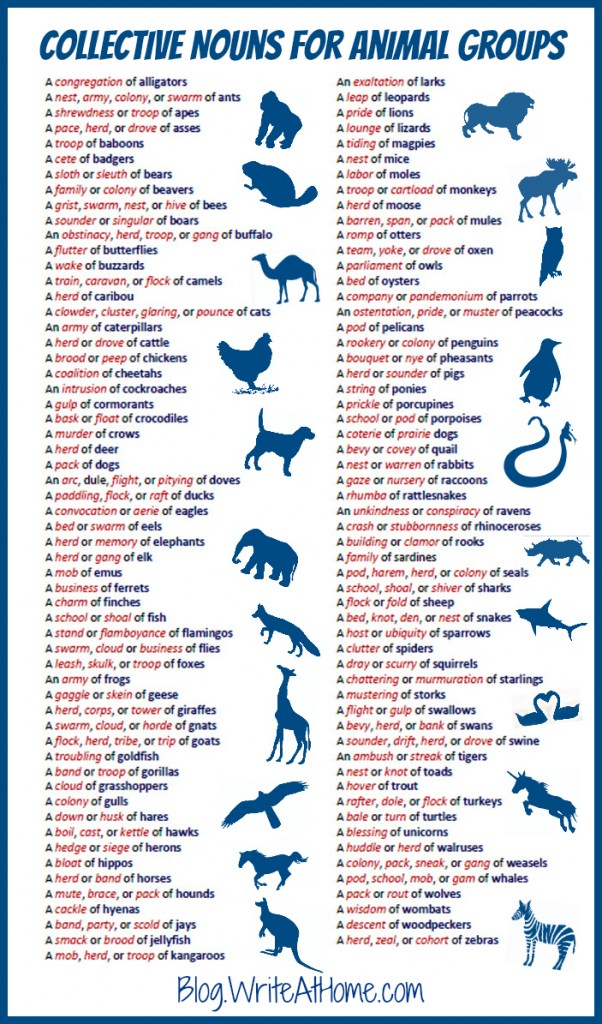 COLLECTIVE NOUNS FOR ANIMAL GROUPS
A congregation of alligators
A nest, army, colony, or swarm of ants
A shrewdness or troop of apes
A pace, herd, or drove of asses
A troop of baboons
A cete of badgers
A sloth or sleuth of bears
A family or colony of beavers
A grist, swarm, nest, or hive of bees
A sounder or singular of boars
An obstinacy, herd, troop, or gang of buffalo
A flutter of butterflies
A wake of buzzards
A train, caravan, or flock of camels
A herd of caribou
A clowder, cluster, glaring, or pounce of cats
An army of caterpillars
A herd or drove of cattle
A brood or peep of chickens
A coalition of cheetahs
An intrusion of cockroaches
A gulp of cormorants
A bask or float of crocodiles
A murder of crows
A herd of deer
A pack of dogs
An arc, dule, flight, or pitying of doves
A paddling, flock, or raft of ducks
A convocation or aerie of eagles
A bed or swarm of eels
A herd or memory of elephants
A herd or gang of elk
A mob of emus
A business of ferrets
A charm of finches
A school or shoal of fish
A stand or flamboyance of flamingos
A swarm, cloud or business of flies
A leash, skulk, or troop of foxes
An army of frogs
A gaggle or skein of geese
A herd, corps, or tower of giraffes
A swarm, cloud, or horde of gnats
A flock, herd, tribe, or trip of goats
A troubling of goldfish
A band or troop of gorillas
A cloud of grasshoppers
A colony of gulls
A down or husk of hares
A boil, cast, or kettle of hawks
A hedge or siege of herons
A bloat of hippos
A herd or band of horses
A mute, brace, or pack of hounds
A cackle of hyenas
A band, party, or scold of jays
A smack or brood of jellyfish
A mob, herd, or troop of kangaroos
An exaltation of larks
A leap of leopards
A pride of lions
A lounge of lizards
A tiding of magpies
A nest of mice
A labor of moles
A troop or cartload of monkeys
A herd of moose
A barren, span, or pack of mules
A romp of otters
A team, yoke, or drove of oxen
A parliament of owls
A bed of oysters
A company or pandemonium of parrots
An ostentation, pride, or muster of peacocks
A pod of pelicans
A rookery or colony of penguins
A bouquet or nye of pheasants
A herd or sounder of pigs
A string of ponies
A prickle of porcupines
A school or pod of porpoises
A coterie of prairie dogs
A bevy or covey of quail
A nest or warren of rabbits
A gaze or nursery of raccoons
A rhumba of rattlesnakes
An unkindness or conspiracy of ravens
A crash or stubbornness of rhinoceroses
A building or clamor of rooks
A family of sardines
A pod, harem, herd, or colony of seals
A school, shoal, or shiver of sharks
A flock or fold of sheep
A bed, knot, den, or nest of snakes
A host or ubiquity of sparrows
A clutter of spiders
A dray or scurry of squirrels
A chattering or murmuration of starlings
A mustering of storks
A flight or gulp of swallows
A bevy, herd, or bank of swans
A sounder, drift, herd, or drove of swine
An ambush or streak of tigers
A nest or knot of toads
A hover of trout
A rafter, dole, or flock of turkeys
A bale or turn of turtles
A blessing of unicorns
A huddle or herd of walruses
A colony, pack, sneak, or gang of weasels
A pod, school, mob, or gam of whales
A pack or rout of wolves
A wisdom of wombats
A descent of woodpeckers
A herd, zeal, or cohort of zebras
Blog.WriteAtHome.com